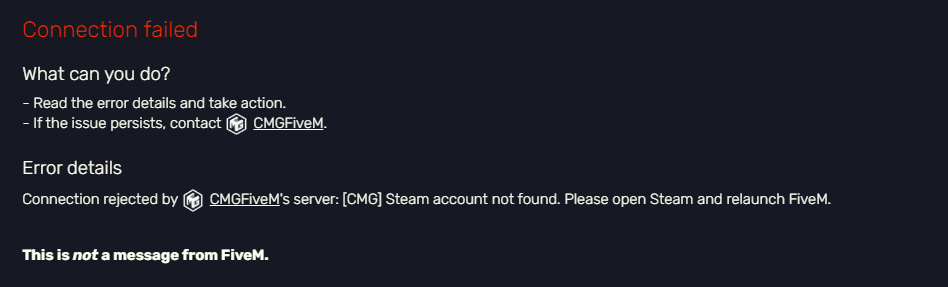 Connection failed
What can you do?
- Read the error details and take action.
- If the issue persists, contact CMGFiveM.
Error details
Connection rejected by CMGFiveM's server: [CMG] Steam account not found. Please open Steam and relaunch FiveM.
This is not a message from FiveM.